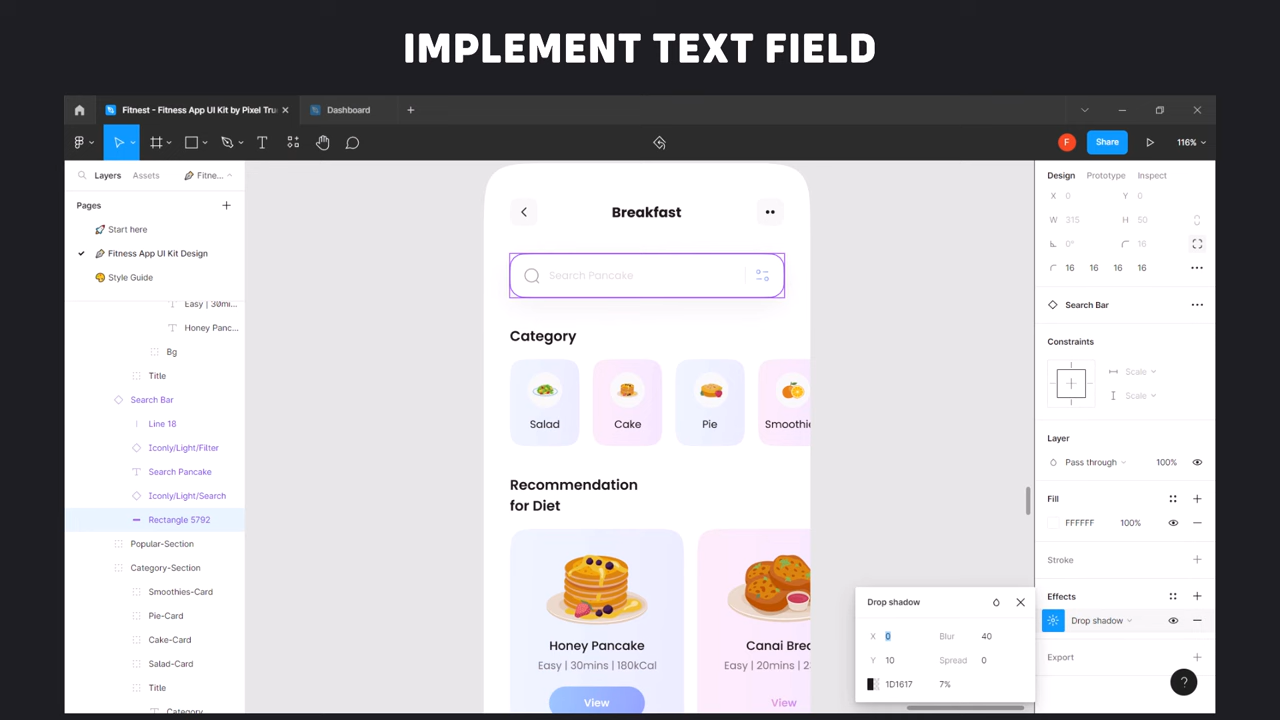 IMPLEMENT TEXT FIELD
Fitnest - Fitness App UI Kit by Pixel Tru
Dashboard
F
Share
116%
Layers
Assets
Fitne...
Design
Prototype
Inspect
Pages
Start here
Fitness App UI Kit Design
Style Guide
Easy | 30mi...
Honey Panc...
Bg
Title
Search Bar
Line 18
Iconly/Light/Filter
Search Pancake
Iconly/Light/Search
Rectangle 5792
Popular-Section
Category-Section
Smoothies-Card
Pie-Card
Cake-Card
Salad-Card
Title
Category
Breakfast
Search Pancake
Category
Salad
Cake
Pie
Smoothie
Recommendation
for Diet
Honey Pancake
Easy | 30mins | 180kCal
View
Canai Brea
Easy | 20mins | 23
View
Drop shadow
X 0 Blur 40
Y 10 Spread 0
1D1617 7%
X 0 Y 0
W 315 H 50
0° 16
16 16 16 16
Search Bar
Constraints
Scale
Scale
Layer
Pass through 100%
Fill
FFFFFF 100%
Stroke
Effects
Drop shadow
Export
?